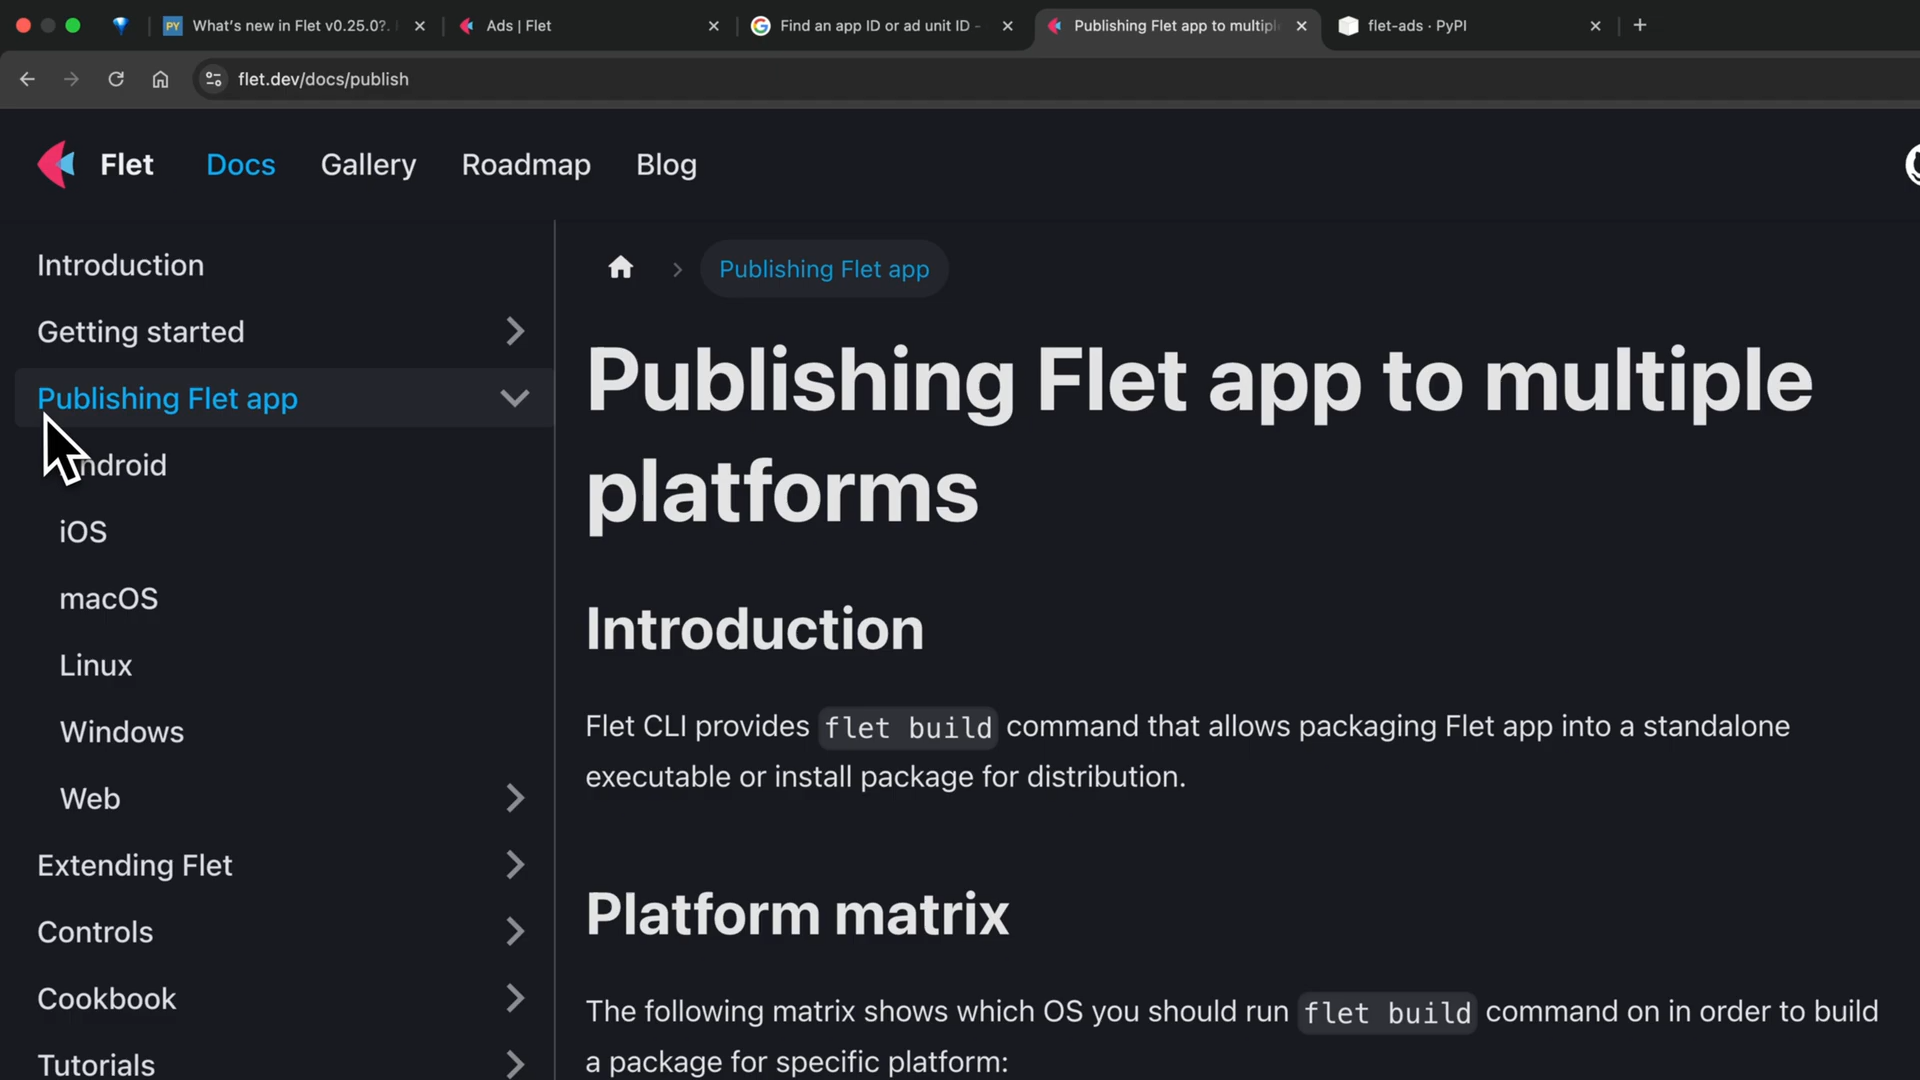 What's new in Flet v0.25.0?.
Ads | Flet
Find an app ID or ad unit ID -
Publishing Flet app to multipl
flet-ads · PyPI
flet.dev/docs/publish
Flet
Docs
Gallery
Roadmap
Blog
Introduction
Getting started
Publishing Flet app
ndroid
iOS
macOS
Linux
Windows
Web
Extending Flet
Controls
Cookbook
Tutorials
Publishing Flet app
Publishing Flet app to multiple
platforms
Introduction
Flet CLI provides flet build command that allows packaging Flet app into a standalone
executable or install package for distribution.
Platform matrix
The following matrix shows which OS you should run flet build command on in order to build
a package for specific platform: